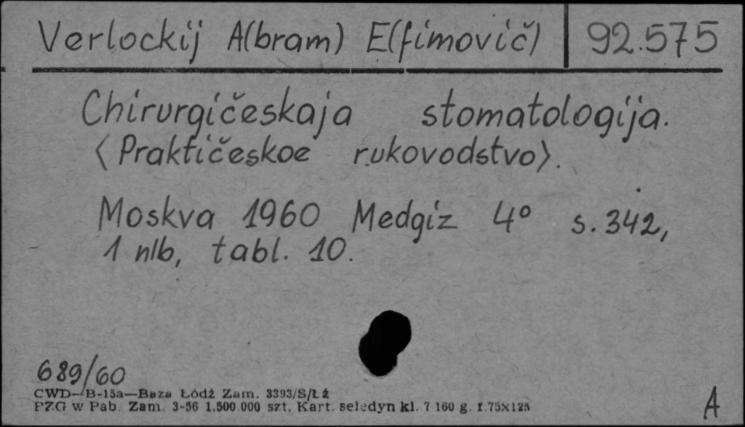 Verlockij A(bram) E(fimovič) 92.575
Chirurgičeskaja stomatologija.
⟨Praktičeskoe rukovodstvo⟩.
Moskva 1960 Medgiz 4° s. 342,
1 nlb, tabl. 10.
689/60
CWD—B-15a—Baza Łódź Zam. 3393/S/Łź
PZG w Pab. Zam. 3-56 1.500.000 szt. Kart. seledyn kl. 7 160 g. f.75x125
A